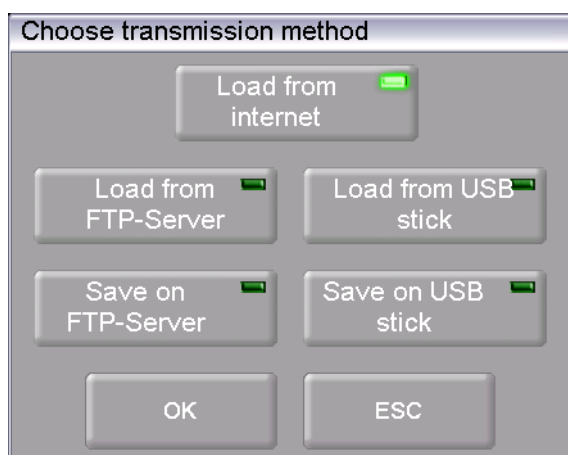 Choose transmission method
Load from
internet
Load from
FTP-Server
Load from USB
stick
Save on
FTP-Server
Save on USB
stick
OK
ESC